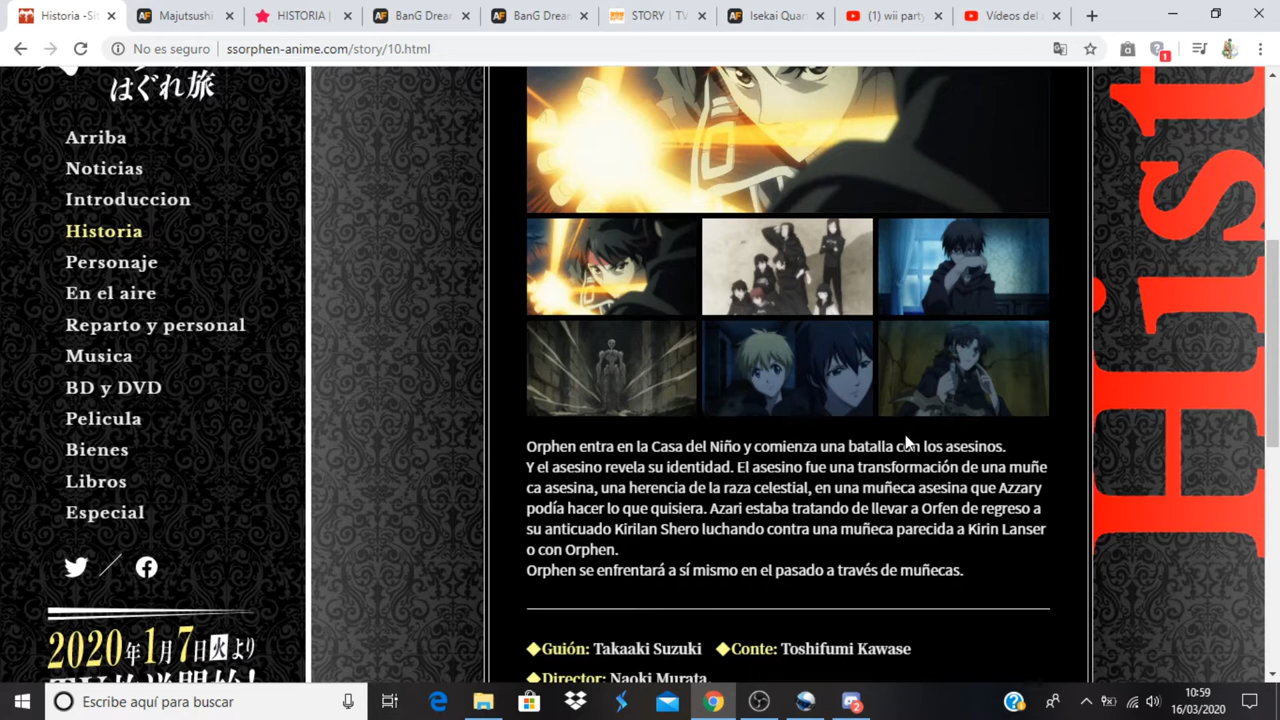 Historia -Si
Majutsushi
HISTORIA |
BanG Drea
BanG Drea
STORY | TV
Isekai Quar
(1) wii party
Vídeos del
No es seguro
ssorphen-anime.com/story/10.html
1
はぐれ旅
Arriba
Noticias
Introduccion
Historia
Personaje
En el aire
Reparto y personal
Musica
BD y DVD
Pelicula
Bienes
Libros
Especial
2020年1月7日火より
Hist
Orphen entra en la Casa del Niño y comienza una batalla con los asesinos.
Y el asesino revela su identidad. El asesino fue una transformación de una muñe
ca asesina, una herencia de la raza celestial, en una muñeca asesina que Azzary
podía hacer lo que quisiera. Azari estaba tratando de llevar a Orfen de regreso a
su anticuado Kirilan Shero luchando contra una muñeca parecida a Kirin Lanser
o con Orphen.
Orphen se enfrentará a sí mismo en el pasado a través de muñecas.
◆Guión: Takaaki Suzuki ◆Conte: Toshifumi Kawase
◆Director: Naoki Murata
Escribe aquí para buscar
2
10:59
16/03/2020